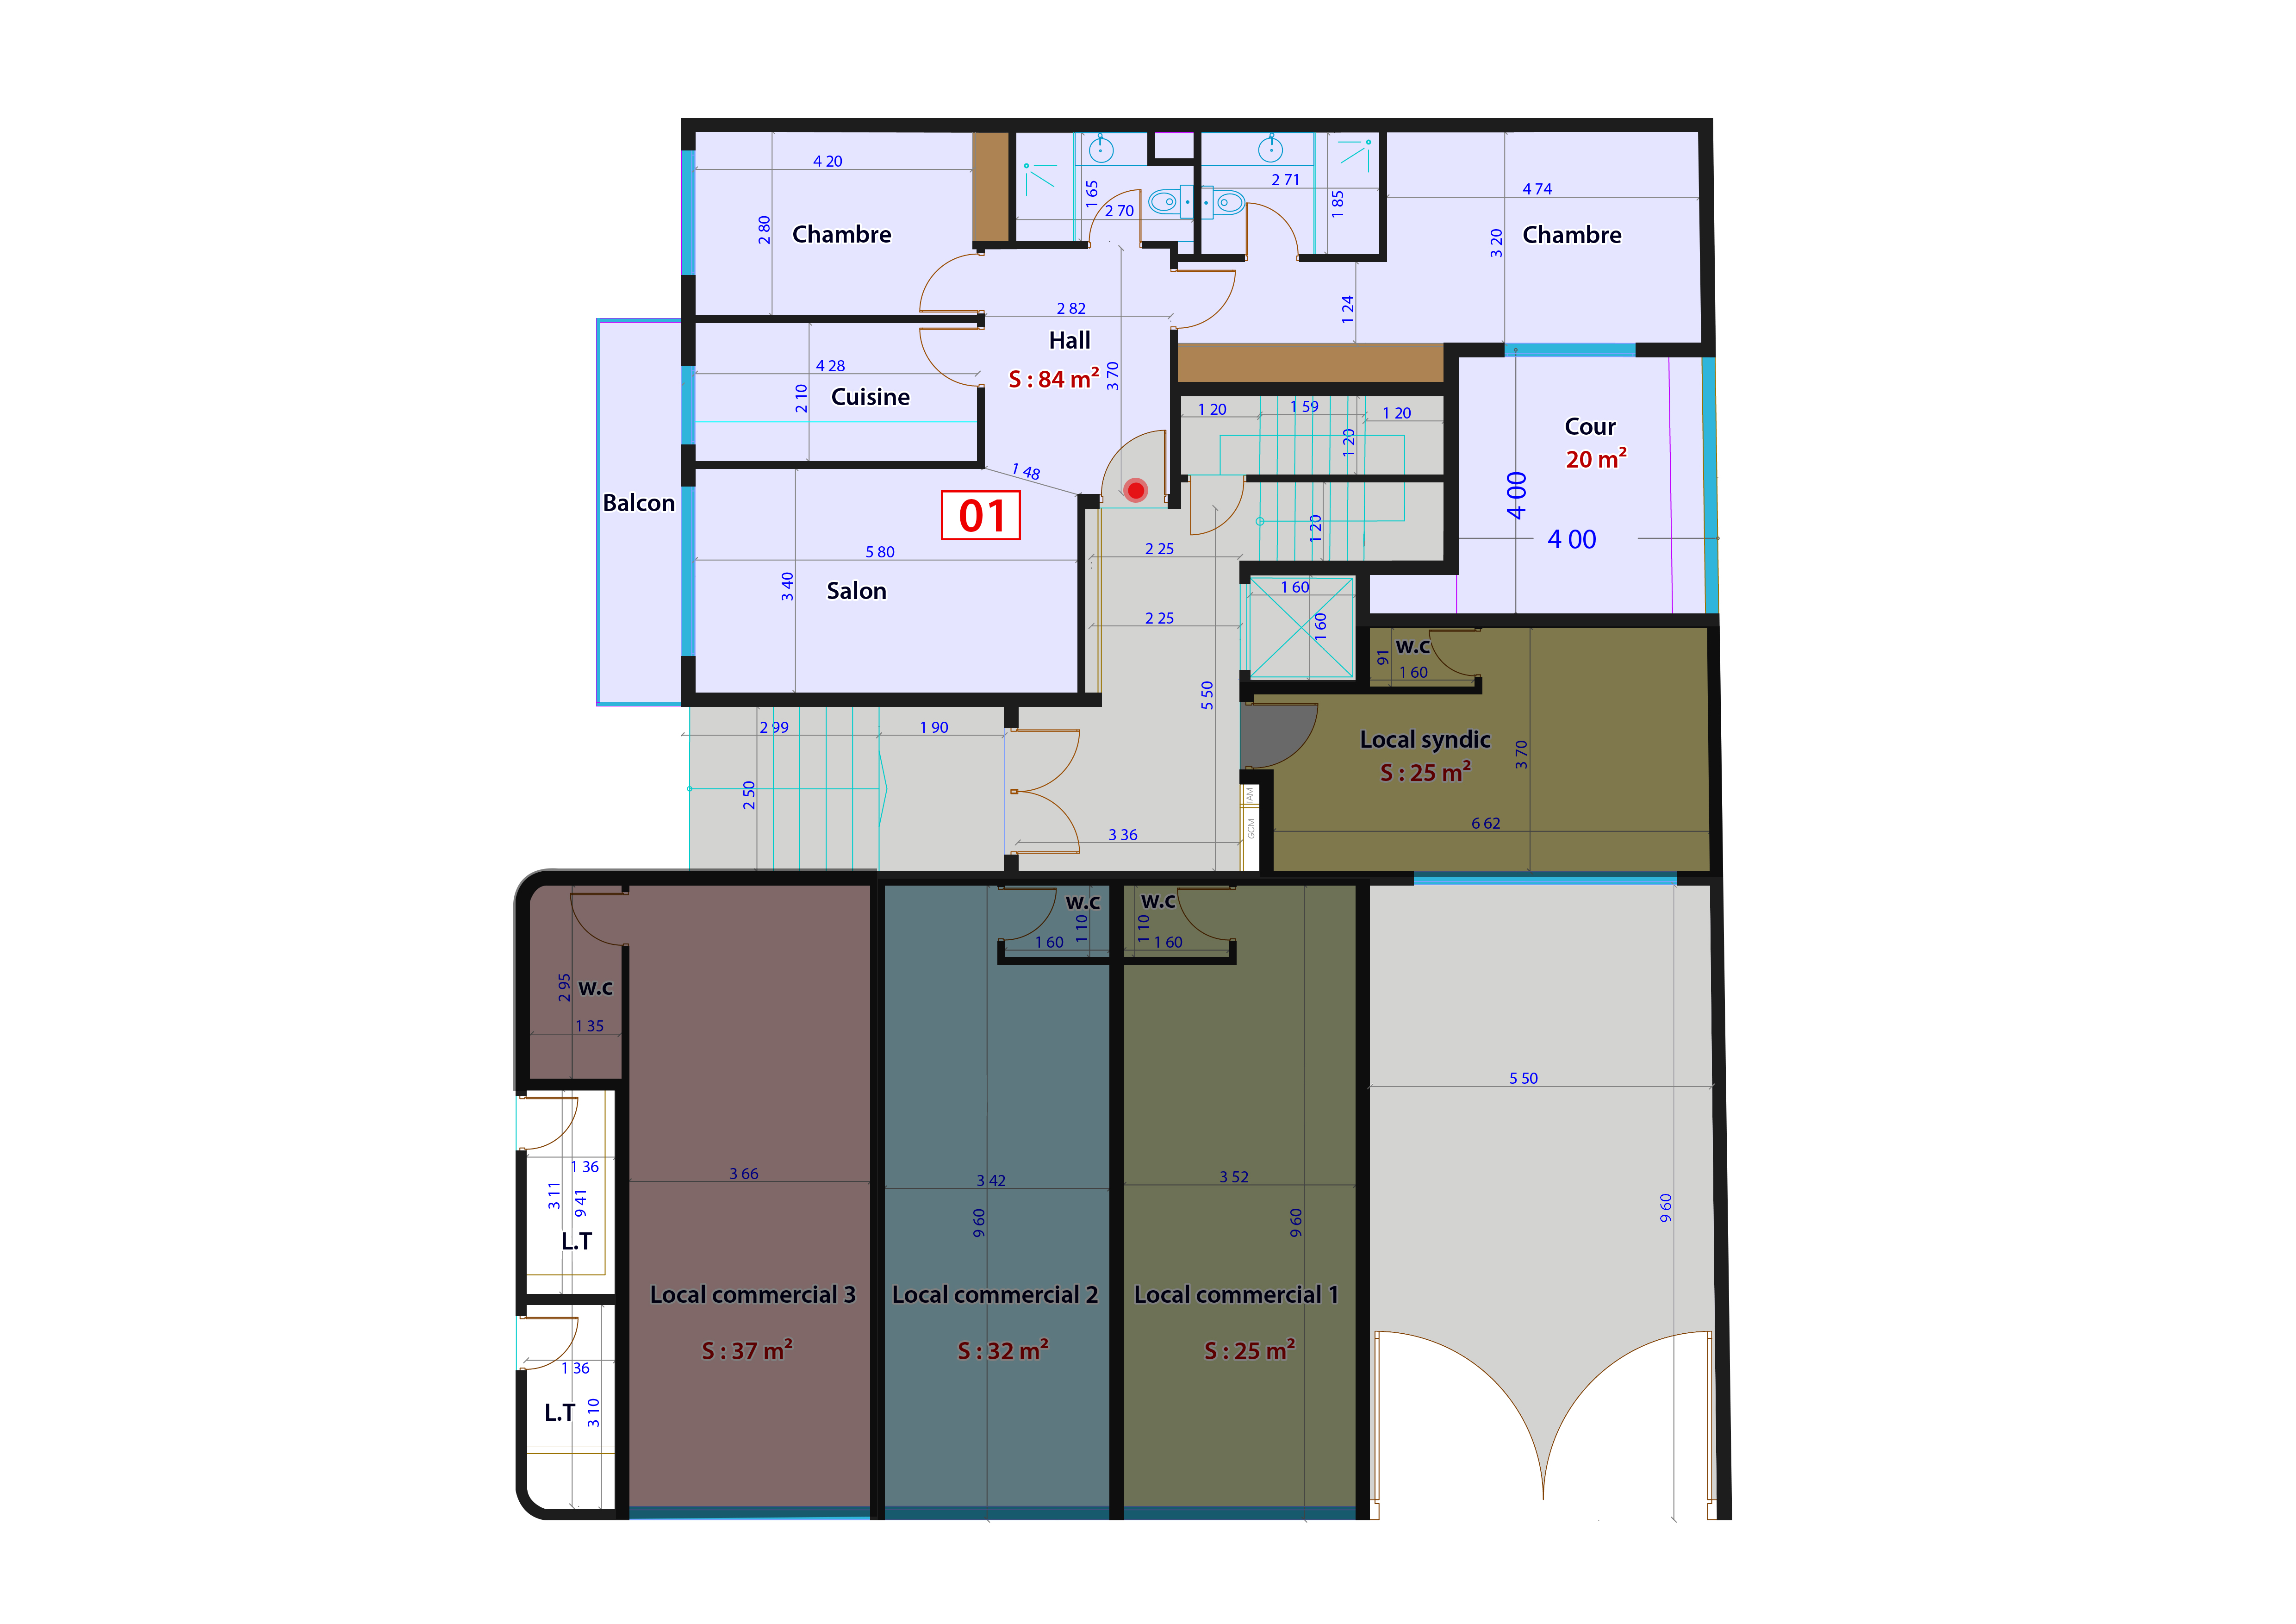 4 20
2 80
Chambre
1 65
2 70
2 71
1 85
4 74
3 20
Chambre
2 82
Hall
S : 84 m²
3 70
1 24
4 28
2 10
Cuisine
1 20
1 59
1 20
1 20
Cour
20 m²
4 00
4 00
1 48
01
Balcon
5 80
3 40
Salon
2 25
1 20
1 60
1 60
2 25
5 50
w.c
91
1 60
2 99
1 90
2 50
3 36
IAM
GCM
Local syndic
S : 25 m²
3 70
6 62
w.c
1 10
1 60
w.c
1 10
1 60
2 95
w.c
1 35
5 50
1 36
3 11
9 41
L.T
3 66
3 42
9 60
3 52
9 60
9 60
Local commercial 3
S : 37 m²
Local commercial 2
S : 32 m²
Local commercial 1
S : 25 m²
1 36
L.T
3 10